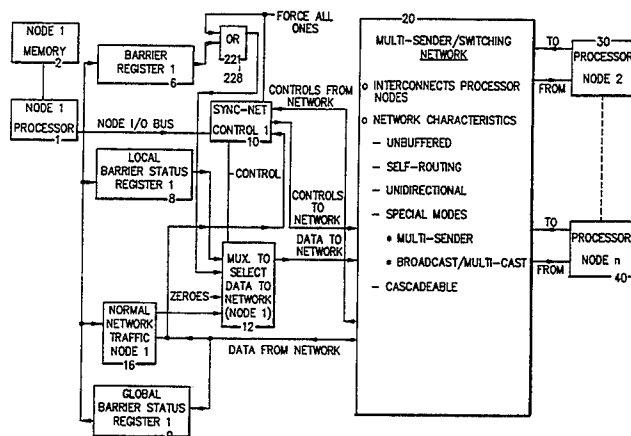 NODE 1
MEMORY
2
NODE 1
PROCESSOR
1
BARRIER
REGISTER 1
6
OR
221
228
FORCE ALL
ONES
NODE I/O BUS
SYNC-NET
CONTROL 1
10
CONTROLS FROM
NETWORK
LOCAL
BARRIER STATUS
REGISTER 1
8
CONTROL
CONTROLS
TO
NETWORK
DATA TO
NETWORK
MUX. TO
SELECT
DATA TO
NETWORK
(NODE 1)
12
ZEROES
NORMAL
NETWORK
TRAFFIC
NODE 1
16
DATA FROM NETWORK
GLOBAL
BARRIER STATUS
REGISTER 1
9
20
MULTI-SENDER/SWITCHING
NETWORK
o INTERCONNECTS PROCESSOR
NODES
o NETWORK CHARACTERISTICS
- UNBUFFERED
- SELF-ROUTING
- UNIDIRECTIONAL
- SPECIAL MODES
• MULTI-SENDER
• BROADCAST/MULTI-CAST
- CASCADEABLE
TO
FROM
30
PROCESSOR
NODE 2
TO
FROM
PROCESSOR
NODE n
40